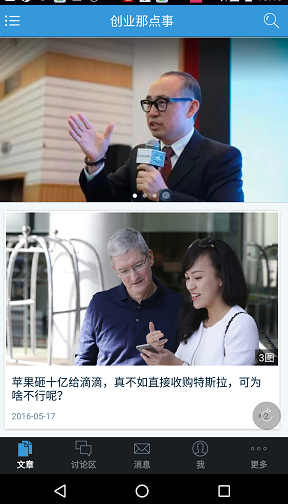 创业那点事
3图
苹果砸十亿给滴滴，真不如直接收购特斯拉，可为
啥不行呢?
2016-05-17
文章
讨论区
消息
我
更多